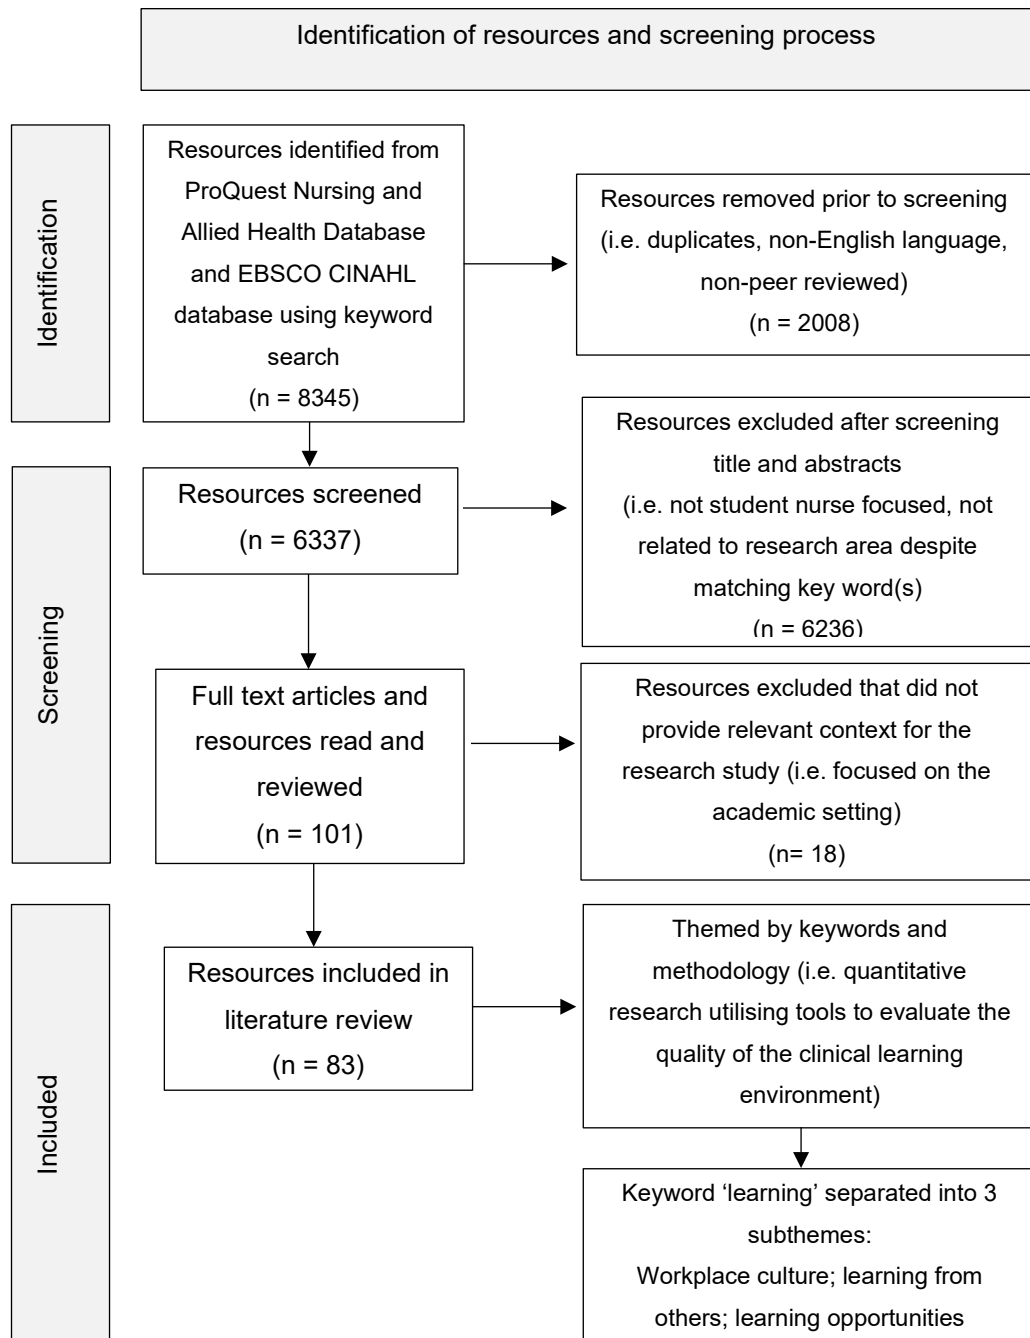 Identification of resources and screening process
Identification
Resources identified from
ProQuest Nursing and
Allied Health Database
and EBSCO CINAHL
database using keyword
search
(n = 8345)
Resources removed prior to screening
(i.e. duplicates, non-English language,
non-peer reviewed)
(n = 2008)
Screening
Resources screened
(n = 6337)
Resources excluded after screening
title and abstracts
(i.e. not student nurse focused, not
related to research area despite
matching key word(s)
(n = 6236)
Full text articles and
resources read and
reviewed
(n = 101)
Resources excluded that did not
provide relevant context for the
research study (i.e. focused on the
academic setting)
(n= 18)
Included
Resources included in
literature review
(n = 83)
Themed by keywords and
methodology (i.e. quantitative
research utilising tools to evaluate the
quality of the clinical learning
environment)
Keyword ‘learning’ separated into 3
subthemes:
Workplace culture; learning from
others; learning opportunities